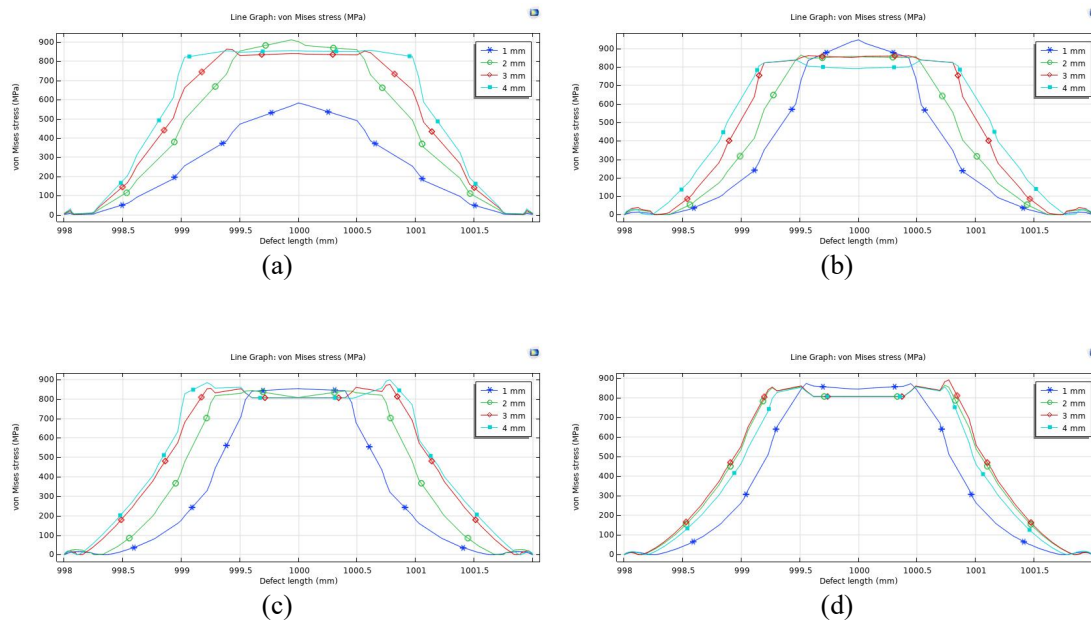 Line Graph: von Mises stress (MPa)
von Mises stress (MPa)
900
800
700
600
500
400
300
200
100
0
998
998.5
999
999.5
1000
1000.5
1001
1001.5
Defect length (mm)
1 mm
2 mm
3 mm
4 mm
(a)
Line Graph: von Mises stress (MPa)
von Mises stress (MPa)
900
800
700
600
500
400
300
200
100
0
998
998.5
999
999.5
1000
1000.5
1001
1001.5
Defect length (mm)
1 mm
2 mm
3 mm
4 mm
(b)
Line Graph: von Mises stress (MPa)
von Mises stress (MPa)
900
800
700
600
500
400
300
200
100
0
998
998.5
999
999.5
1000
1000.5
1001
1001.5
Defect length (mm)
1 mm
2 mm
3 mm
4 mm
(c)
Line Graph: von Mises stress (MPa)
von Mises stress (MPa)
900
800
700
600
500
400
300
200
100
0
998
998.5
999
999.5
1000
1000.5
1001
1001.5
Defect length (mm)
1 mm
2 mm
3 mm
4 mm
(d)